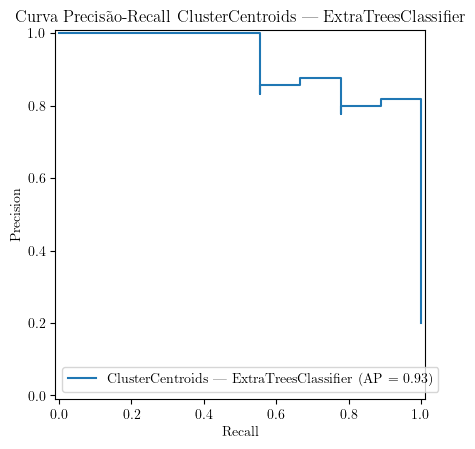 Curva Precisão-Recall ClusterCentroids — ExtraTreesClassifier
1.0
0.8
0.6
0.4
0.2
0.0
Precision
ClusterCentroids — ExtraTreesClassifier (AP = 0.93)
0.0 0.2 0.4 0.6 0.8 1.0
Recall